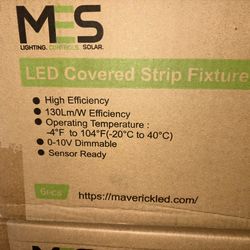 MES
LIGHTING. CONTROLS. SOLAR.
LED Covered Strip Fixture
● High Efficiency
● 130Lm/W Efficiency
● Operating Temperature :
-4°F to 104°F(-20°C to 40°C)
● 0-10V Dimmable
● Sensor Ready
6PCS
https://maverickled.com/
MES